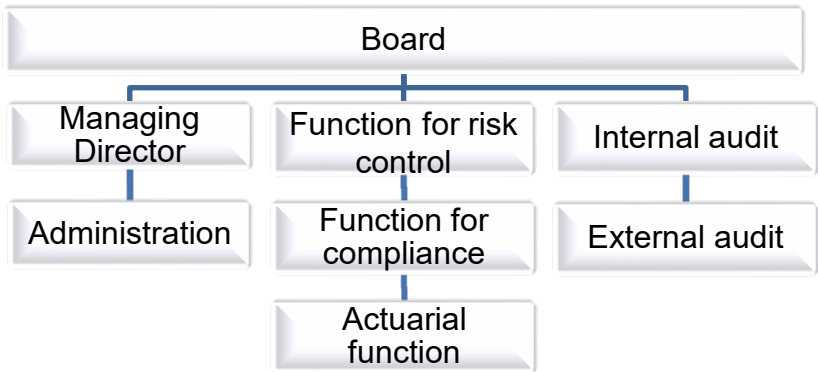 Board
Managing
Director
Function for risk
control
Internal audit
Administration
Function for
compliance
External audit
Actuarial
function